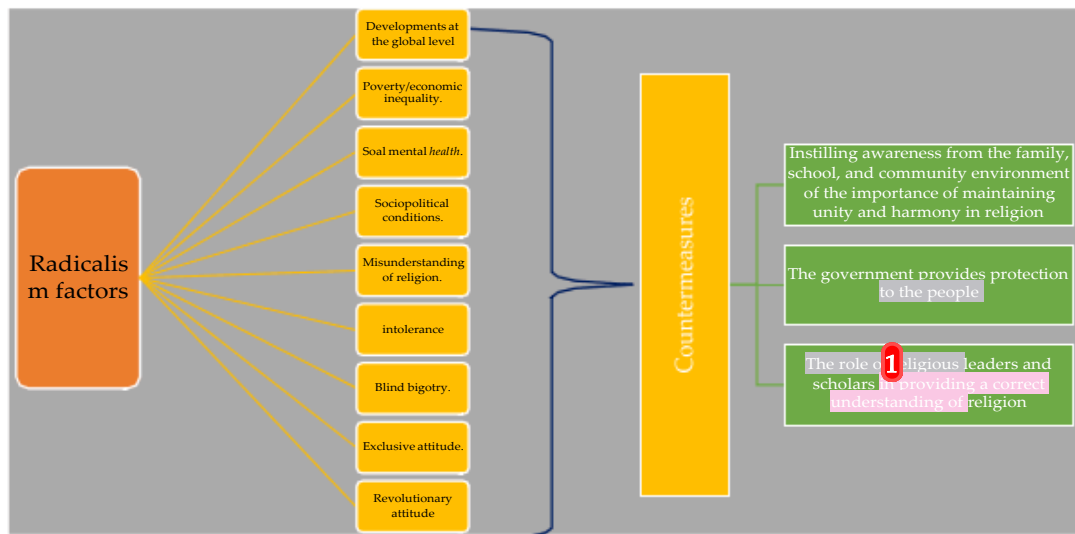 Radicalis
m factors
Developments at
the global level
Poverty/economic
inequality.
Soal mental health.
Sociopolitical
conditions.
Misunderstanding
of religion.
intolerance
Blind bigotry.
Exclusive attitude.
Revolutionary
attitude
Countermeasures
Instilling awareness from the family,
school, and community environment
of the importance of maintaining
unity and harmony in religion
The government provides protection
to the people
1
The role of religious leaders and
scholars in providing a correct
understanding of religion